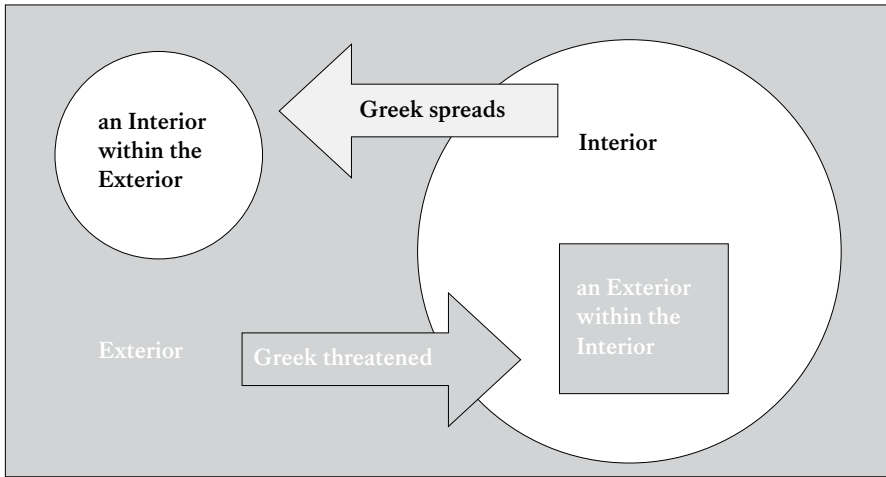 an Interior
within the
Exterior
Greek spreads
Interior
an Exterior
within the
Interior
Exterior
Greek threatened